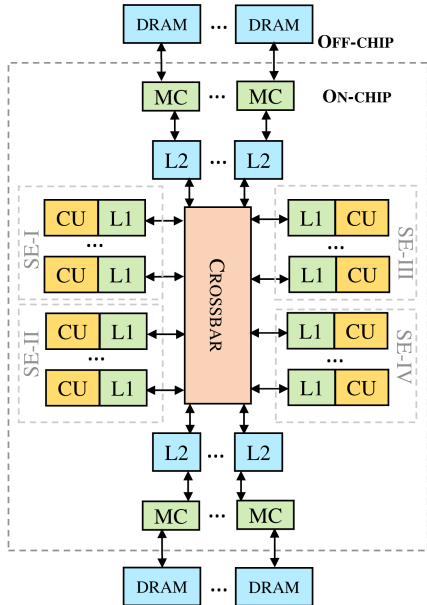 DRAM ... DRAM
OFF-CHIP
MC ... MC
ON-CHIP
L2 ... L2
SE-I
CU L1
...
CU L1
SE-II
CU L1
...
CU L1
CROSSBAR
L1 CU
...
L1 CU
SE-III
L1 CU
...
L1 CU
SE-IV
L2 ... L2
MC ... MC
DRAM ... DRAM